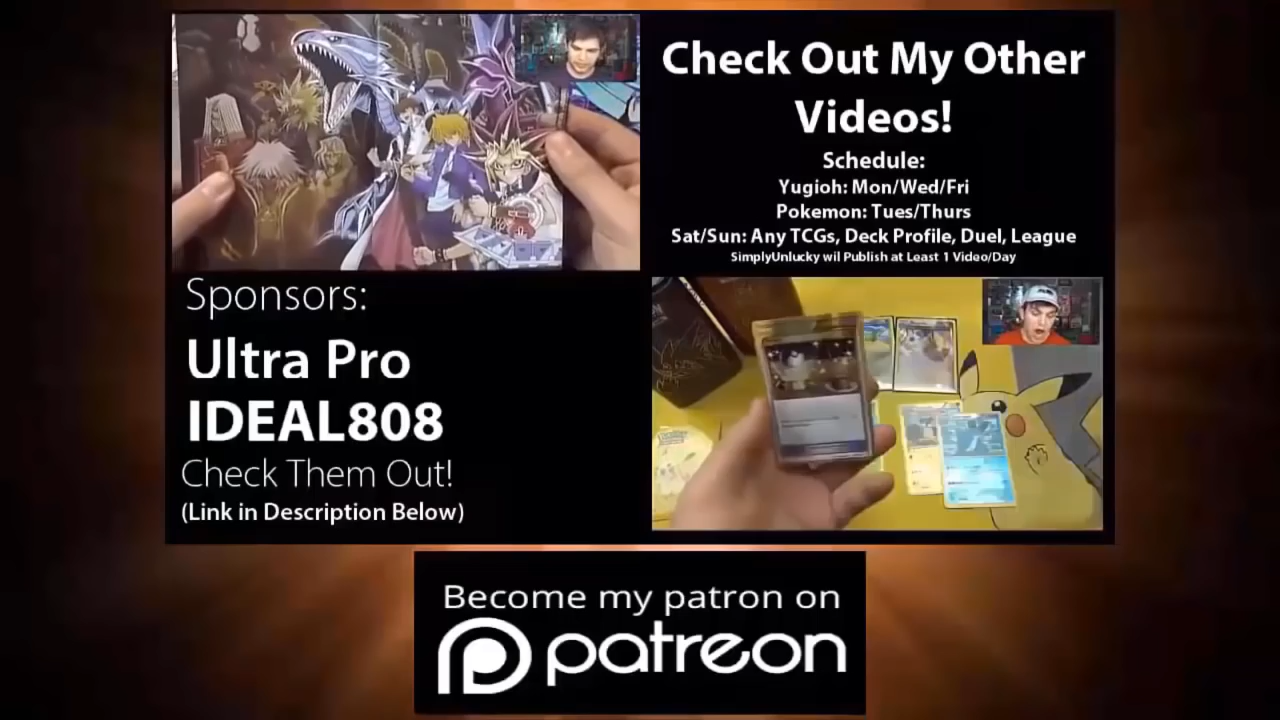 Check Out My Other
Videos!
Schedule:
Yugioh: Mon/Wed/Fri
Pokemon: Tues/Thurs
Sat/Sun: Any TCGs, Deck Profile, Duel, League
SimplyUnlucky wil Publish at Least 1 Video/Day
Sponsors:
Ultra Pro
IDEAL808
Check Them Out!
(Link in Description Below)
Become my patron on
patreon